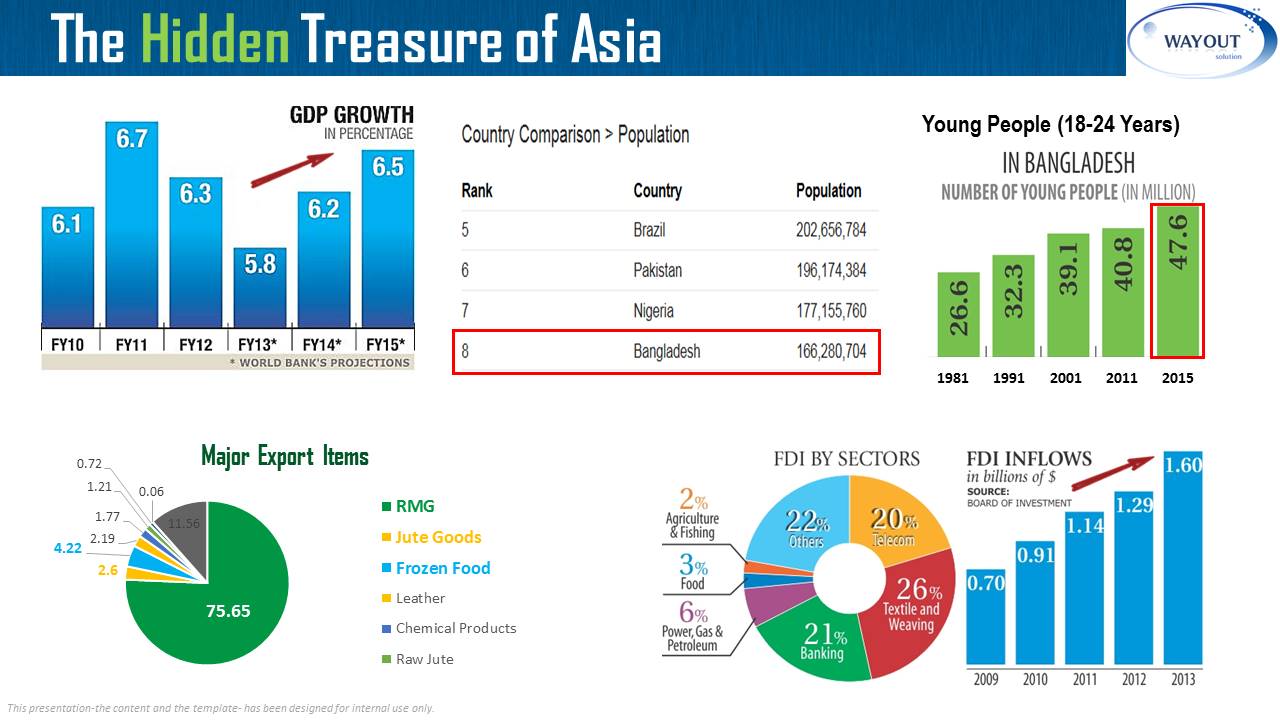 The Hidden Treasure of Asia
WAYOUT
solution
GDP GROWTH
IN PERCENTAGE
6.1
6.7
6.3
5.8
6.2
6.5
FY10 FY11 FY12 FY13* FY14* FY15*
* WORLD BANK'S PROJECTIONS
Country Comparison > Population
Rank Country Population
5 Brazil 202,656,784
6 Pakistan 196,174,384
7 Nigeria 177,155,760
8 Bangladesh 166,280,704
Young People (18-24 Years)
IN BANGLADESH
NUMBER OF YOUNG PEOPLE (IN MILLION)
26.6
32.3
39.1
40.8
47.6
1981 1991 2001 2011 2015
Major Export Items
0.72
1.21
0.06
1.77
2.19
4.22
2.6
11.56
75.65
RMG
Jute Goods
Frozen Food
Leather
Chemical Products
Raw Jute
FDI BY SECTORS
2%
Agriculture
& Fishing
3%
Food
6%
Power, Gas &
Petroleum
22%
Others
20%
Telecom
26%
Textile and
Weaving
21%
Banking
FDI INFLOWS
in billions of $
SOURCE:
BOARD OF INVESTMENT
0.70
0.91
1.14
1.29
1.60
2009 2010 2011 2012 2013
This presentation-the content and the template- has been designed for internal use only.